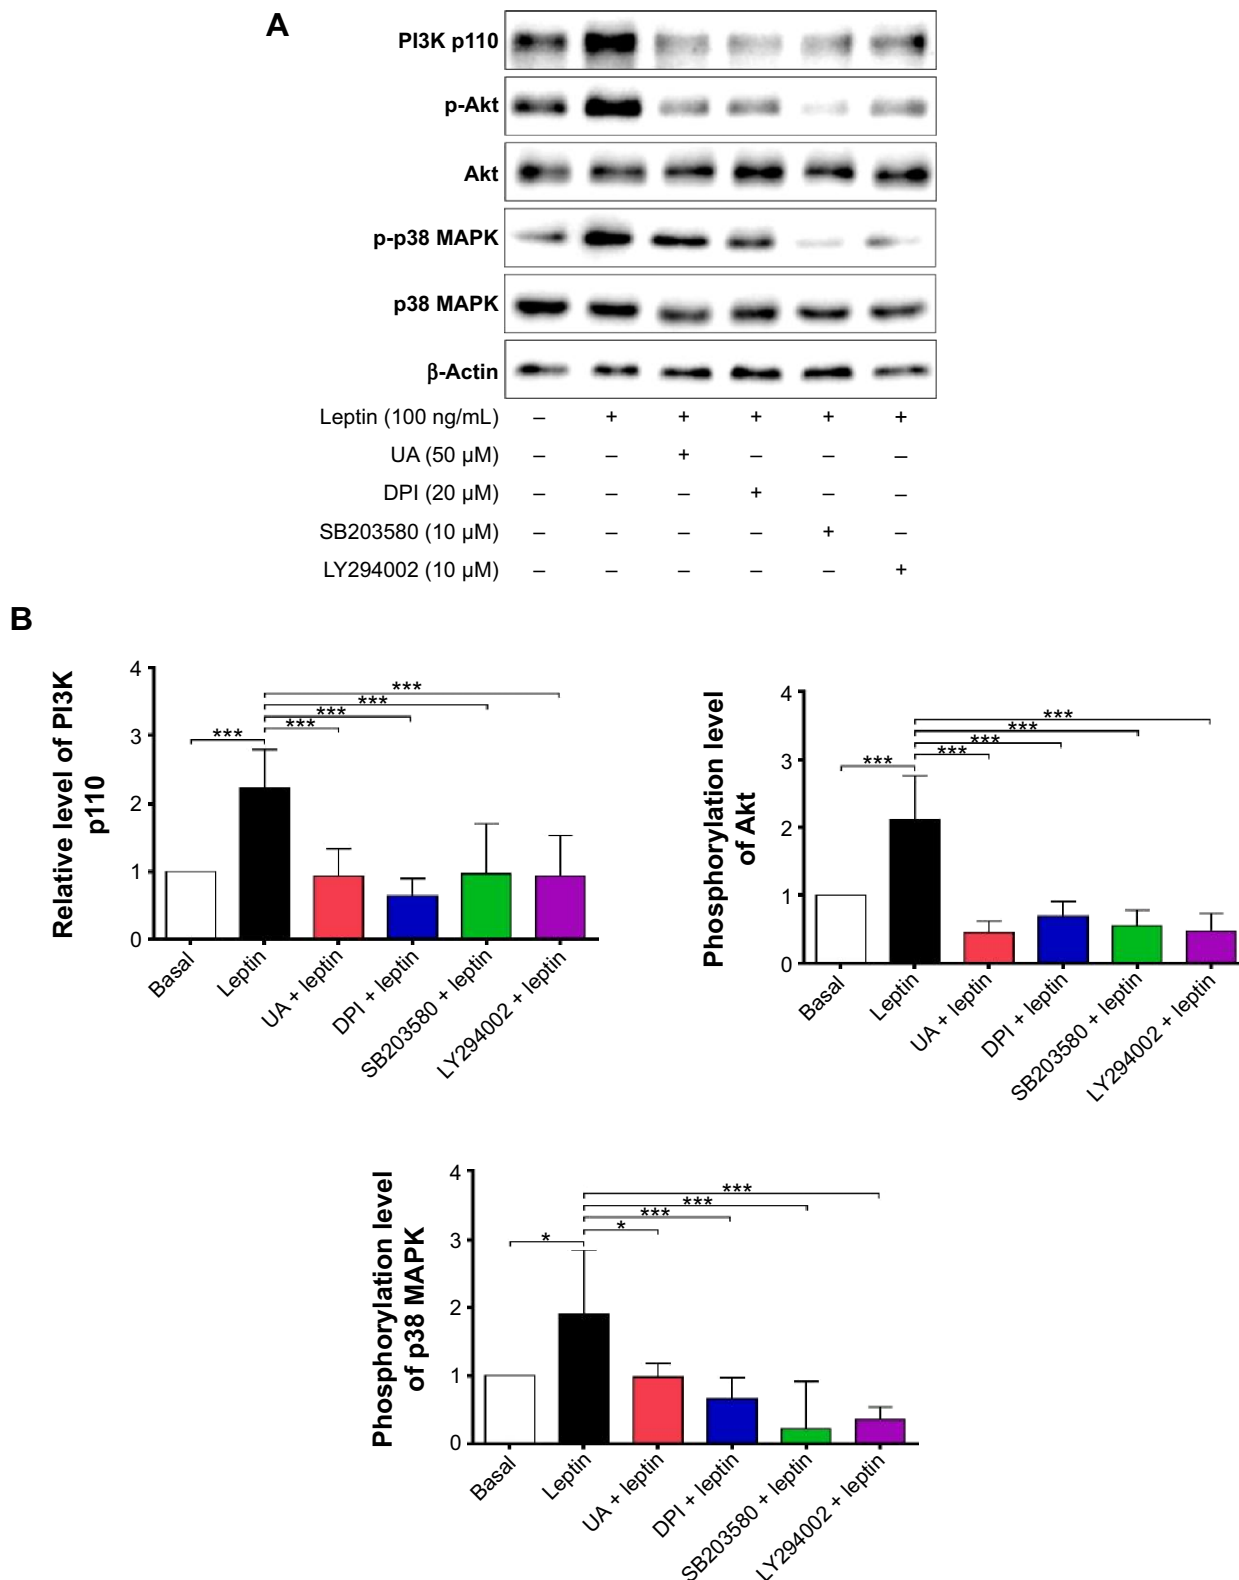 A
PI3K p110
p-Akt
Akt
p-p38 MAPK
p38 MAPK
β-Actin
Leptin (100 ng/mL) – + + + + +
UA (50 µM) – – + – – –
DPI (20 µM) – – – + – –
SB203580 (10 µM) – – – – + –
LY294002 (10 µM) – – – – – +
B
Relative level of PI3K
p110
4
3
2
1
0
***
***
***
***
***
Basal
Leptin
UA + leptin
DPI + leptin
SB203580 + leptin
LY294002 + leptin
Phosphorylation level
of Akt
4
3
2
1
0
***
***
***
***
***
Basal
Leptin
UA + leptin
DPI + leptin
SB203580 + leptin
LY294002 + leptin
Phosphorylation level
of p38 MAPK
4
3
2
1
0
***
***
***
*
*
Basal
Leptin
UA + leptin
DPI + leptin
SB203580 + leptin
LY294002 + leptin